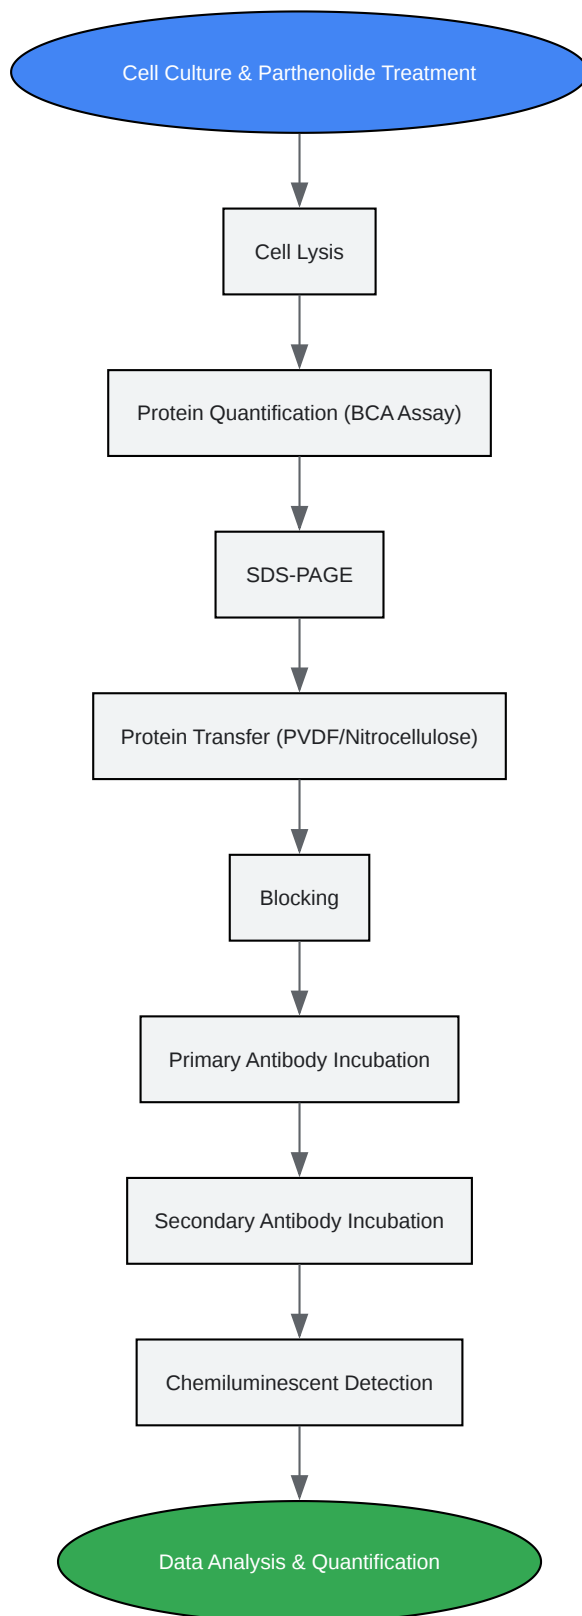 Cell Culture & Parthenolide Treatment
Cell Lysis
Protein Quantification (BCA Assay)
SDS-PAGE
Protein Transfer (PVDF/Nitrocellulose)
Blocking
Primary Antibody Incubation
Secondary Antibody Incubation
Chemiluminescent Detection
Data Analysis & Quantification